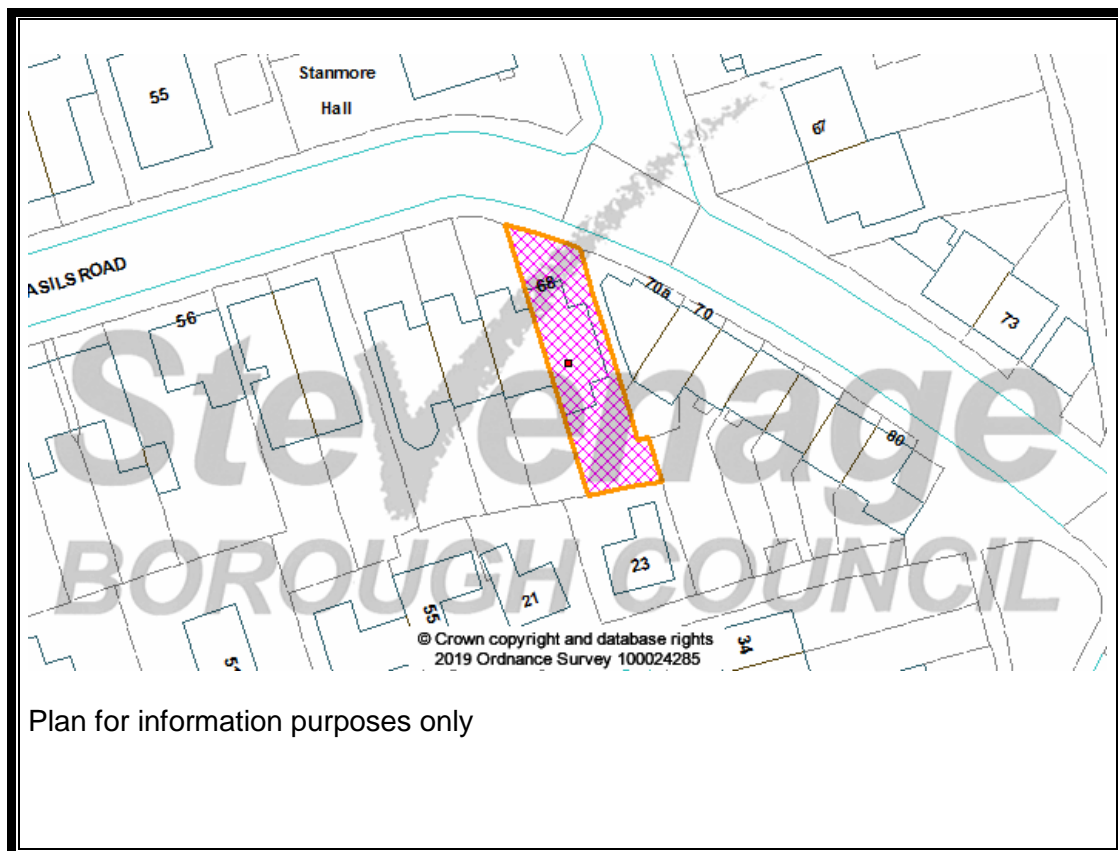 Stanmore
Hall
55
67
ASILS ROAD
68
70a
70
56
73
Stevenage
80
BOROUGH COUNCIL
23
21
55
34
© Crown copyright and database rights
2019 Ordnance Survey 100024285
Plan for information purposes only